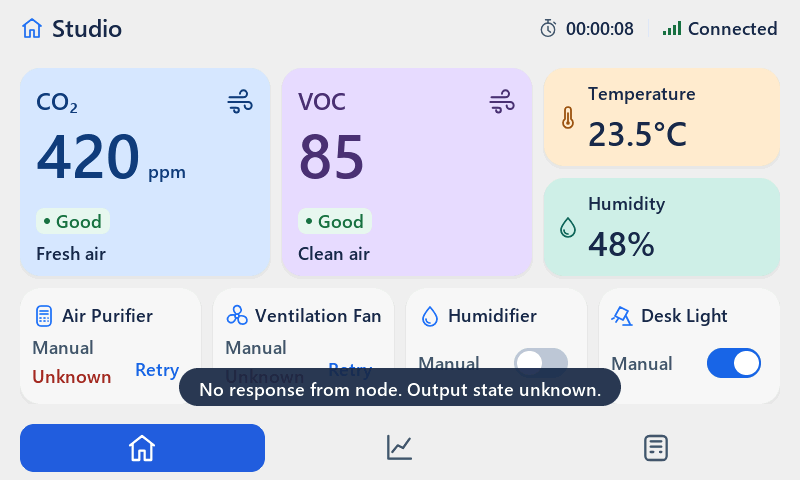 Studio
00:00:08
Connected
CO₂
420 ppm
• Good
Fresh air
VOC
85
• Good
Clean air
Temperature
23.5°C
Humidity
48%
Air Purifier
Manual
Unknown
Retry
Ventilation Fan
Manual
Unknown
Retry
Humidifier
Manual
Desk Light
Manual
No response from node. Output state unknown.